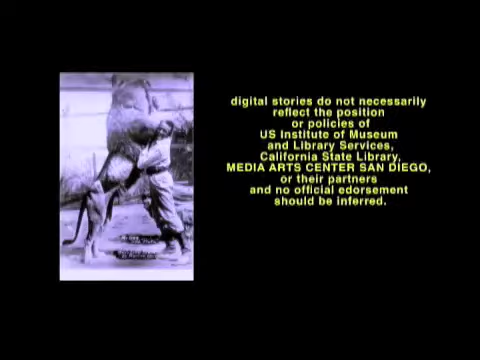 digital stories do not necessarily
reflect the position
or policies of
US Institute of Museum
and Library Services,
California State Library,
MEDIA ARTS CENTER SAN DIEGO,
or their partners
and no official edorsement
should be inferred.